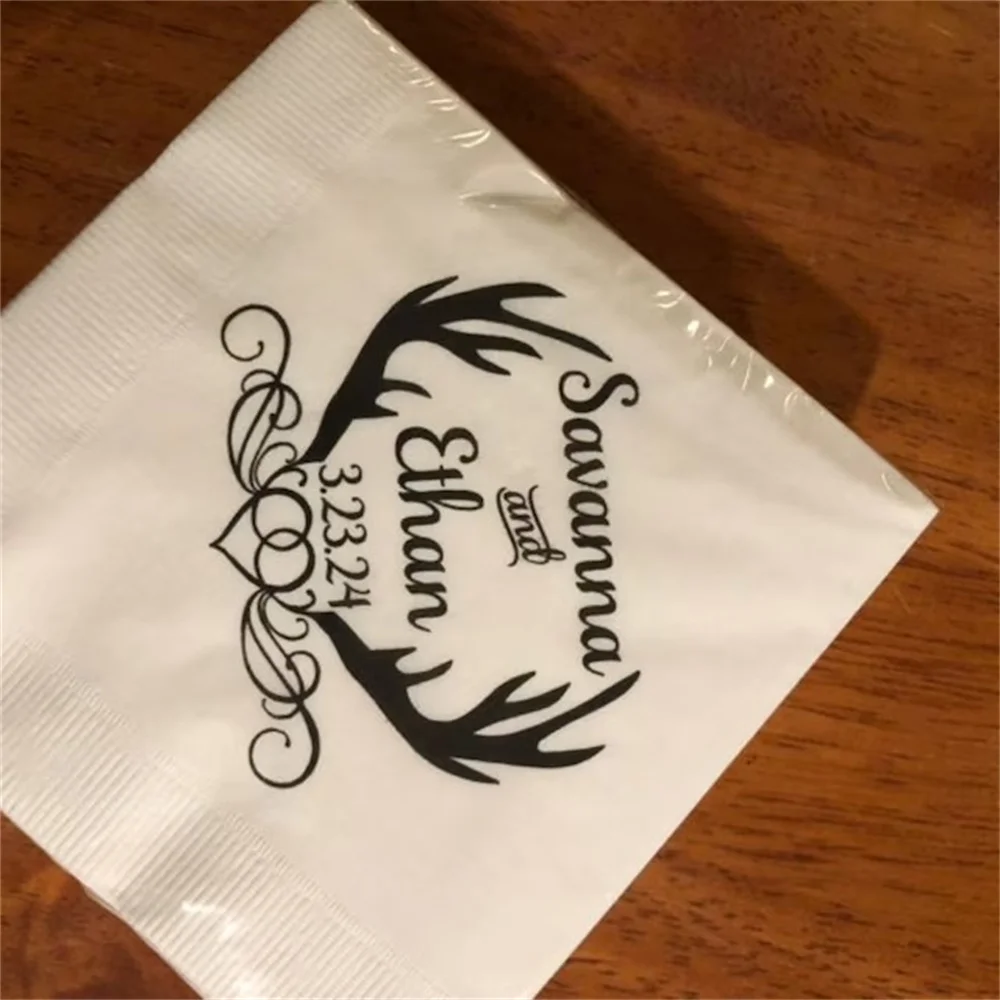 Savanna
and
Ethan
3.23.24